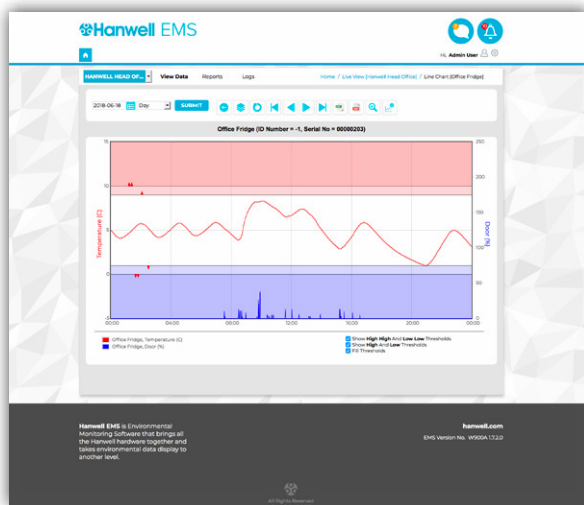 Hanwell EMS
Hi, Admin User
HANWELL HEAD OF... View Data Reports Logs
Home / Live View [Hanwell Head Office] / Line Chart [Office Fridge]
2018-06-18 Day SUBMIT
Office Fridge (ID Number = -1, Serial No = 00000203)
15
10
5
0
-5
Temperature [C]
250
200
150
100
50
0
Door [%]
00:00 04:00 08:00 12:00 16:00 20:00 00:00
Office Fridge, Temperature [C]
Office Fridge, Door [%]
Show High High And Low Low Thresholds
Show High And Low Thresholds
Fill Thresholds
Hanwell EMS is Environmental
Monitoring Software that brings all
the Hanwell hardware together and
takes environmental data display to
another level.
hanwell.com
EMS Version No. W900A 1.7.2.0
All Rights Reserved